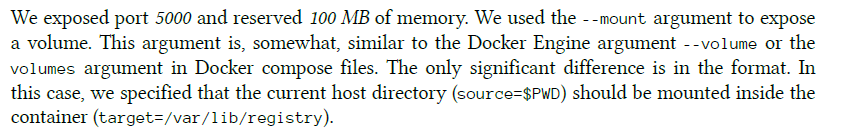 We exposed port 5000 and reserved 100 MB of memory. We used the --mount argument to expose
a volume. This argument is, somewhat, similar to the Docker Engine argument --volume or the
volumes argument in Docker compose files. The only significant difference is in the format. In
this case, we specified that the current host directory (source=$PWD) should be mounted inside the
container (target=/var/lib/registry).